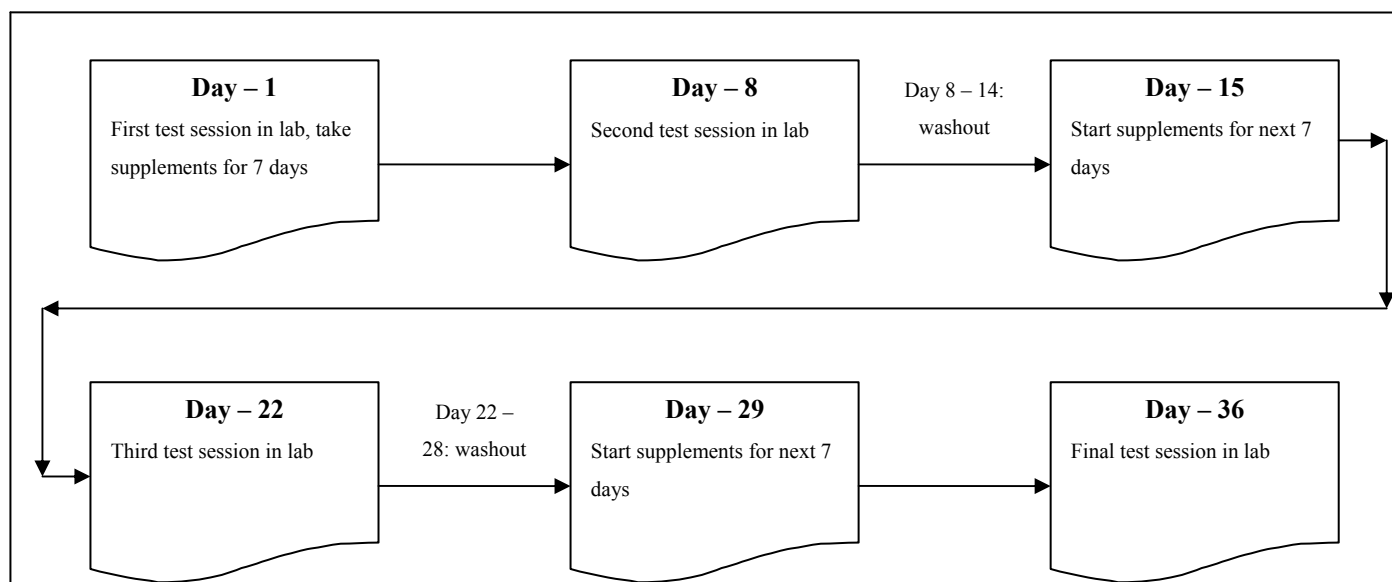 Day – 1
First test session in lab, take
supplements for 7 days
Day – 8
Second test session in lab
Day 8 – 14:
washout
Day – 15
Start supplements for next 7
days
Day – 22
Third test session in lab
Day 22 –
28: washout
Day – 29
Start supplements for next 7
days
Day – 36
Final test session in lab